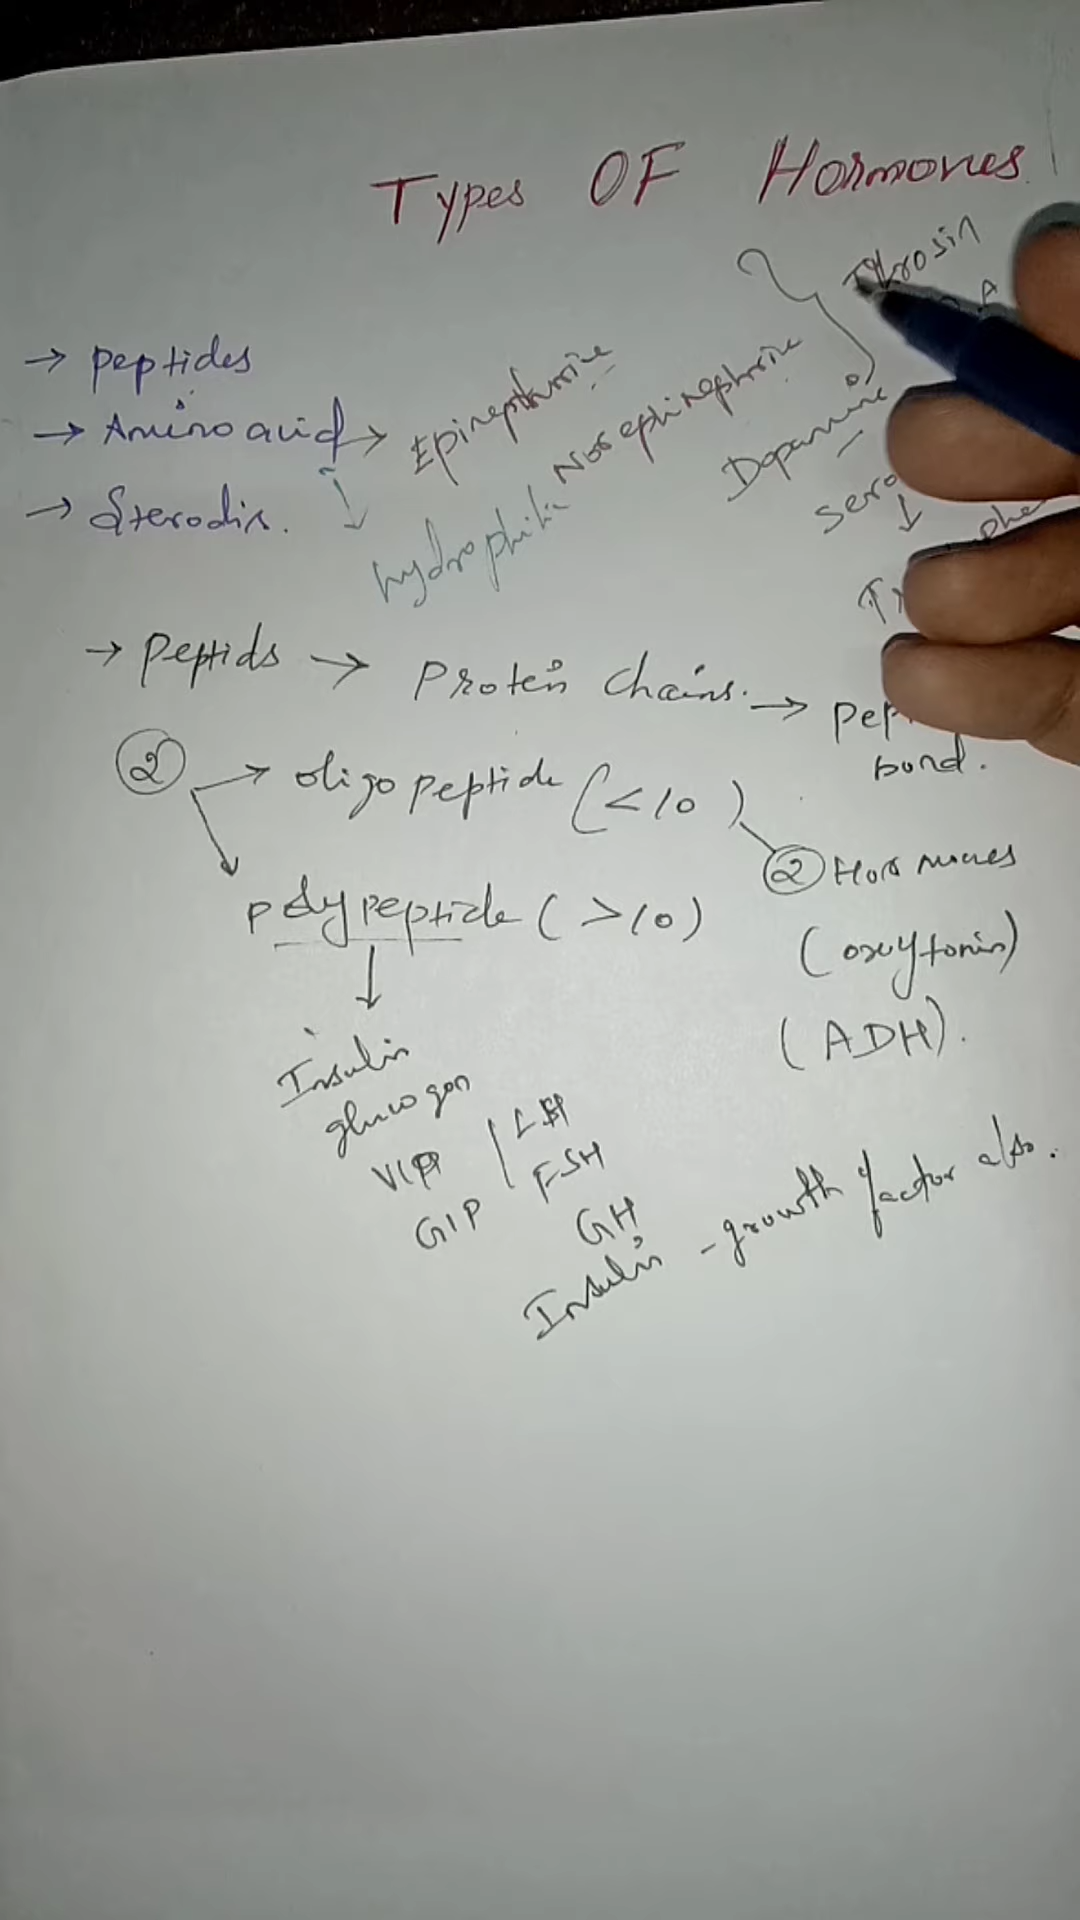 Types OF Hormones
Tyrosin
A
→ peptides
→ Amino acid → Epinephrine Norephinephrine Dopamine
Sero
→ Sterodis.
hydrophilic
→ Peptids → Protein chains. → pep
bond.
② → oligo peptide (<10)
② Hormones
polypeptide (>10)
(oxytonin)
(ADH).
Insulin
glucogon
VIP LH
GIP FSH
GH
Insulin - growth factor also.